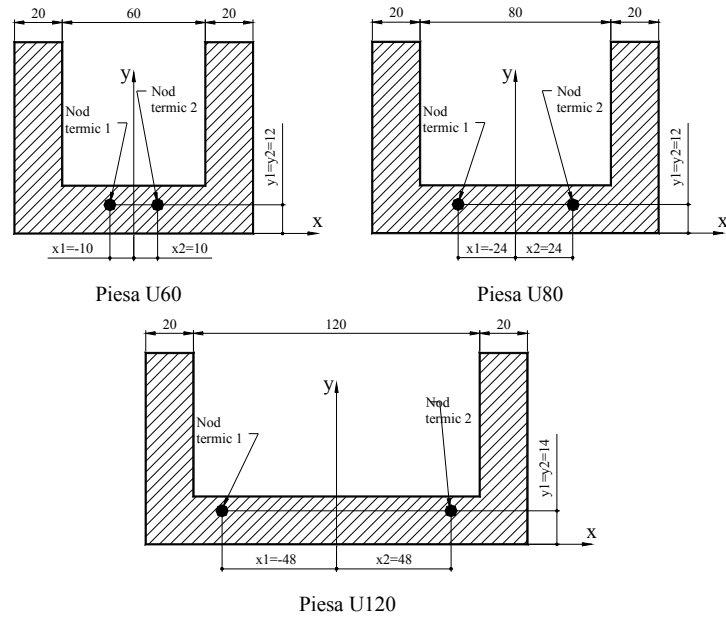 20 60 20
y
Nod
termic 1
Nod
termic 2
y1=y2=12
x
x1=-10
x2=10
Piesa U60
20 80 20
y
Nod
termic 1
Nod
termic 2
y1=y2=12
x
x1=-24
x2=24
Piesa U80
20 120 20
y
Nod
termic 1
Nod
termic 2
y1=y2=14
x
x1=-48
x2=48
Piesa U120